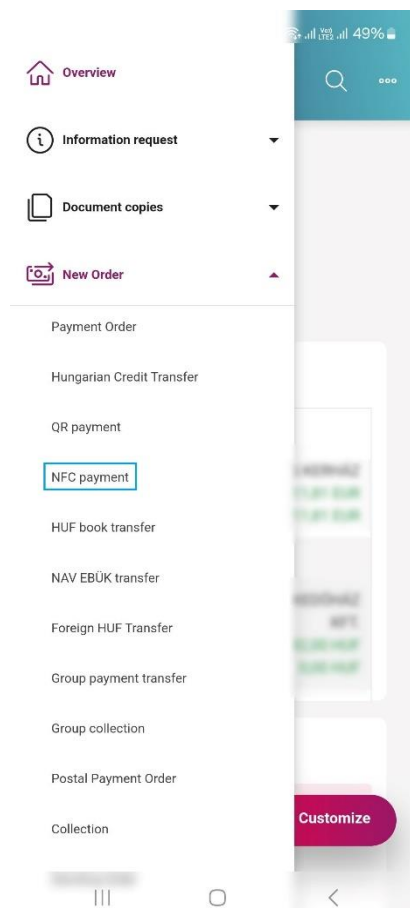 49%
Overview
Information request
Document copies
New Order
Payment Order
Hungarian Credit Transfer
QR payment
NFC payment
HUF book transfer
NAV EBÜK transfer
Foreign HUF Transfer
Group payment transfer
Group collection
Postal Payment Order
Collection
Customize